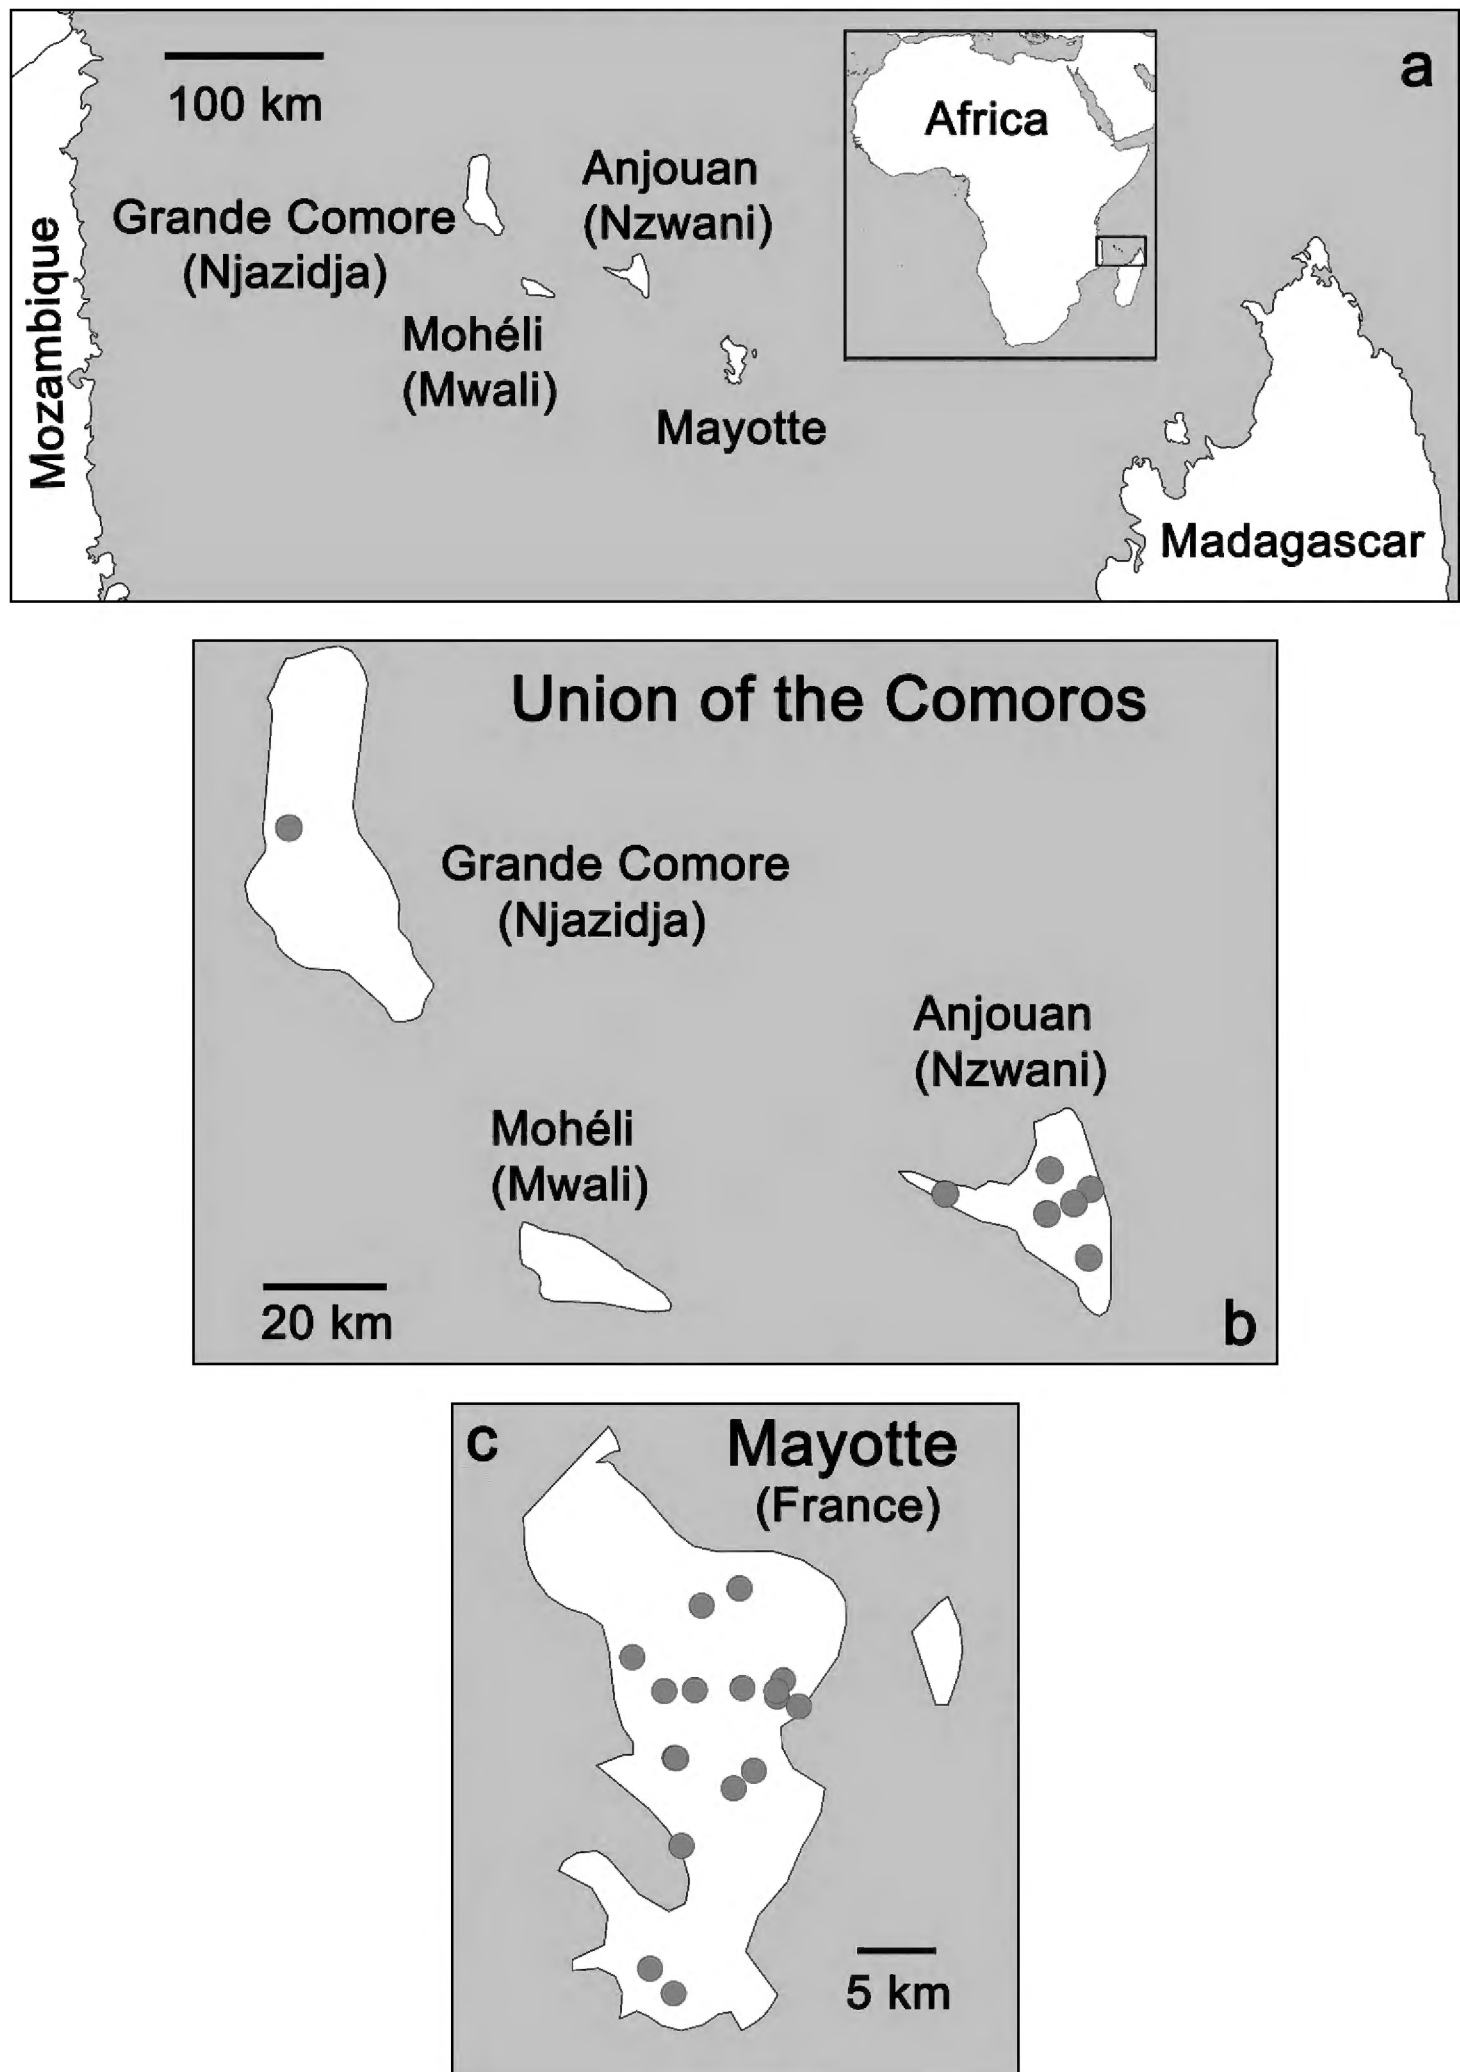 a
100 km
Africa
Anjouan
(Nzwani)
Grande Comore
(Njazidja)
Mozambique
Mohéli
(Mwali)
Mayotte
Madagascar
Union of the Comoros
Grande Comore
(Njazidja)
Anjouan
(Nzwani)
Mohéli
(Mwali)
20 km
b
c
Mayotte
(France)
5 km